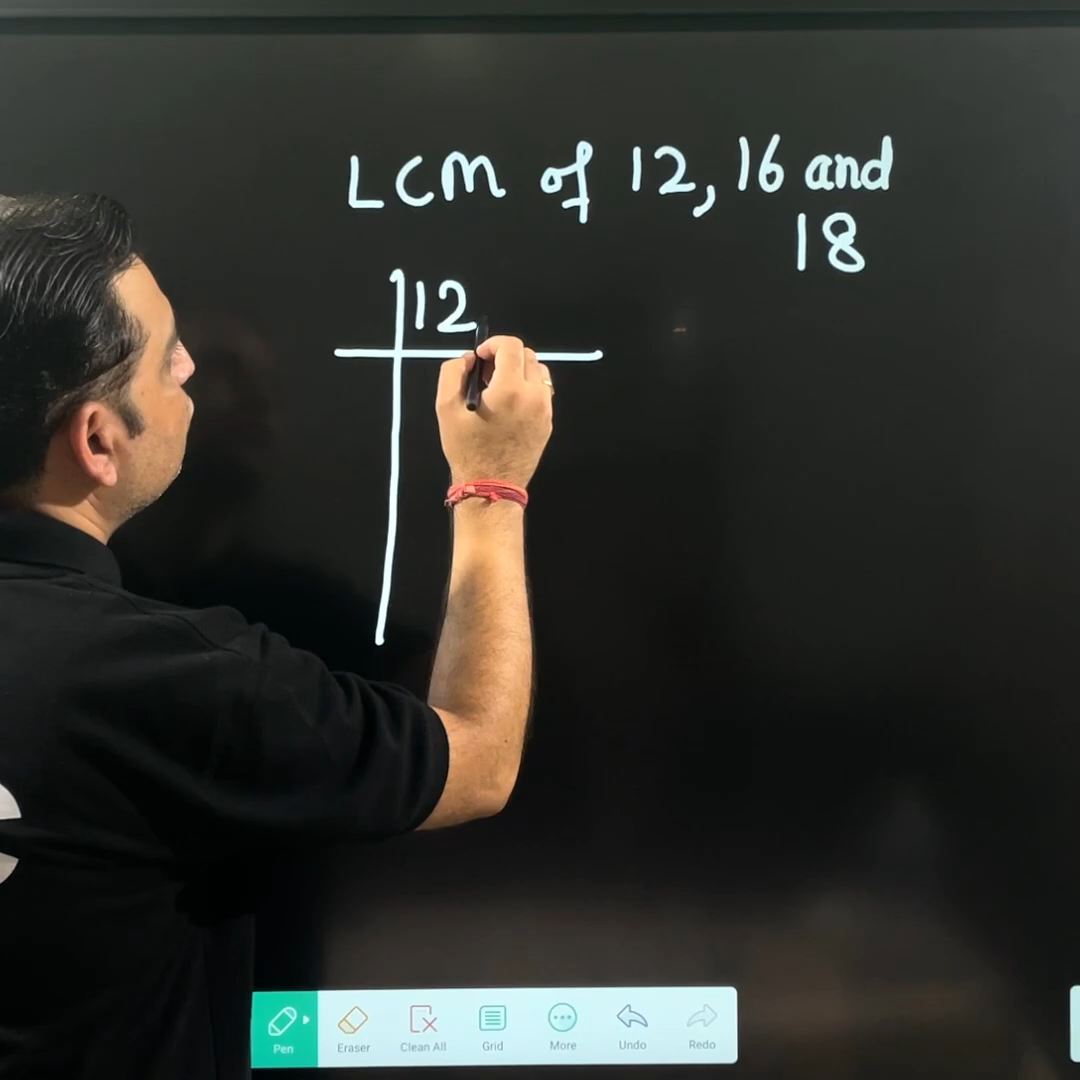 LCM of 12, 16 and
18
12
Pen
Eraser
Clean All
Grid
More
Undo
Redo